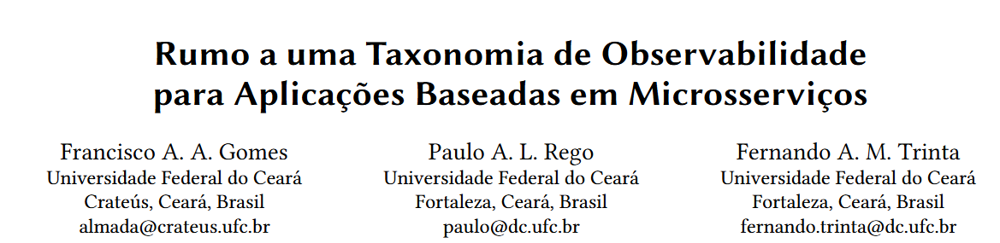 Rumo a uma Taxonomia de Observabilidade
para Aplicações Baseadas em Microsserviços
Francisco A. A. Gomes
Universidade Federal do Ceará
Crateús, Ceará, Brasil
almada@crateus.ufc.br
Paulo A. L. Rego
Universidade Federal do Ceará
Fortaleza, Ceará, Brasil
paulo@dc.ufc.br
Fernando A. M. Trinta
Universidade Federal do Ceará
Fortaleza, Ceará, Brasil
fernando.trinta@dc.ufc.br